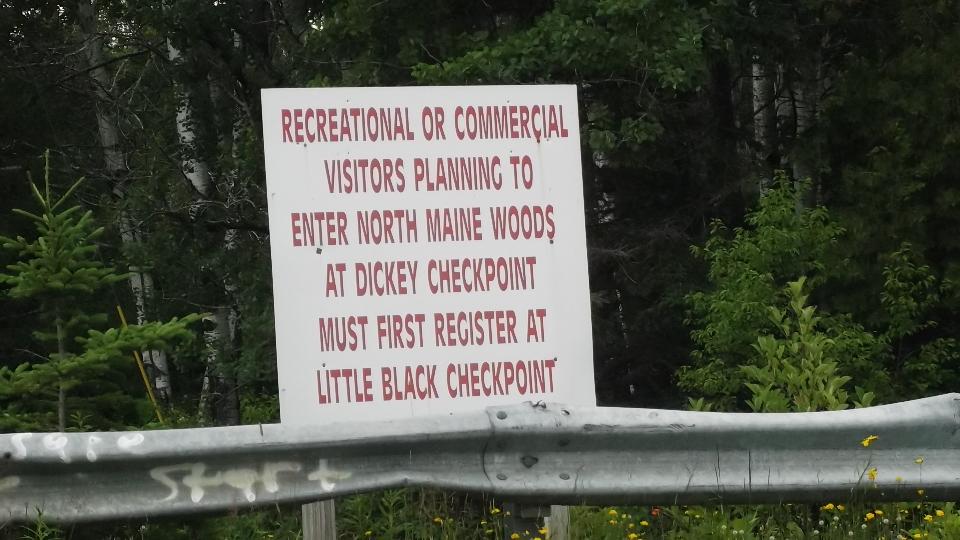 RECREATIONAL OR COMMERCIAL
VISITORS PLANNING TO
ENTER NORTH MAINE WOODS
AT DICKEY CHECKPOINT
MUST FIRST REGISTER AT
LITTLE BLACK CHECKPOINT
Start